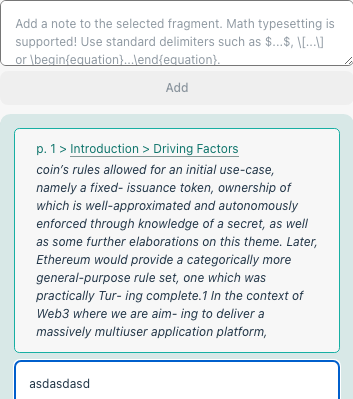 Add a note to the selected fragment. Math typesetting is
supported! Use standard delimiters such as $...$, \[...\]
or \begin{equation}...\end{equation}.
Add
p. 1 > Introduction > Driving Factors
coin's rules allowed for an initial use-case,
namely a fixed- issuance token, ownership of
which is well-approximated and autonomously
enforced through knowledge of a secret, as well
as some further elaborations on this theme. Later,
Ethereum would provide a categorically more
general-purpose rule set, one which was
practically Tur- ing complete.1 In the context of
Web3 where we are aim- ing to deliver a
massively multiuser application platform,
asdasdasd